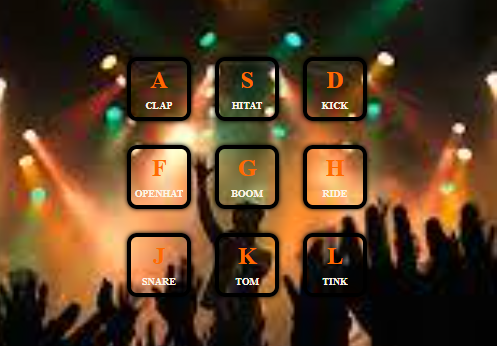 A
CLAP
S
HITAT
D
KICK
F
OPENHAT
G
BOOM
H
RIDE
J
SNARE
K
TOM
L
TINK